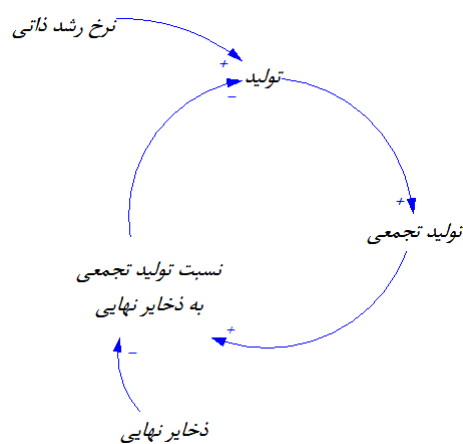 نرخ رشد ذاتی
+
تولید
−
+
تولید تجمعی
نسبت تولید تجمعی
به ذخایر نهایی
+
−
ذخایر نهایی